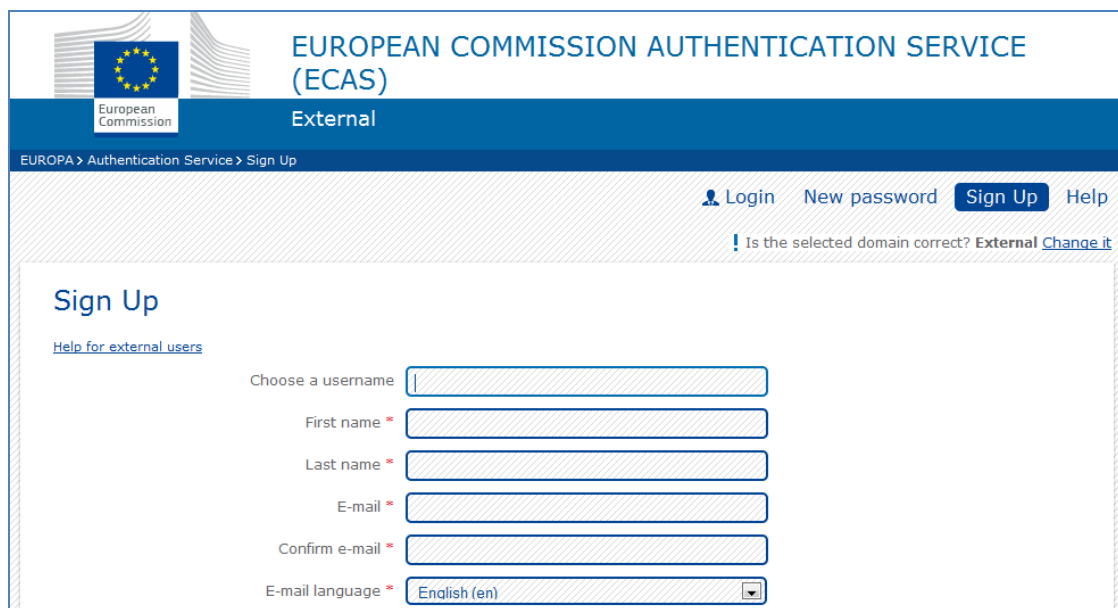 EUROPEAN COMMISSION AUTHENTICATION SERVICE
(ECAS)
European
Commission
External
EUROPA > Authentication Service > Sign Up
Login New password Sign Up Help
! Is the selected domain correct? External Change it
Sign Up
Help for external users
Choose a username
First name *
Last name *
E-mail *
Confirm e-mail *
E-mail language * English (en)